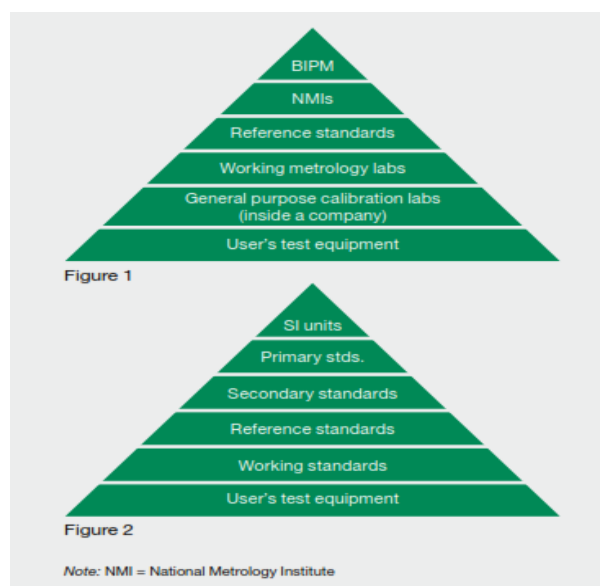 BIPM
NMIs
Reference standards
Working metrology labs
General purpose calibration labs
(inside a company)
User's test equipment
Figure 1
SI units
Primary stds.
Secondary standards
Reference standards
Working standards
User's test equipment
Figure 2
Note: NMI = National Metrology Institute